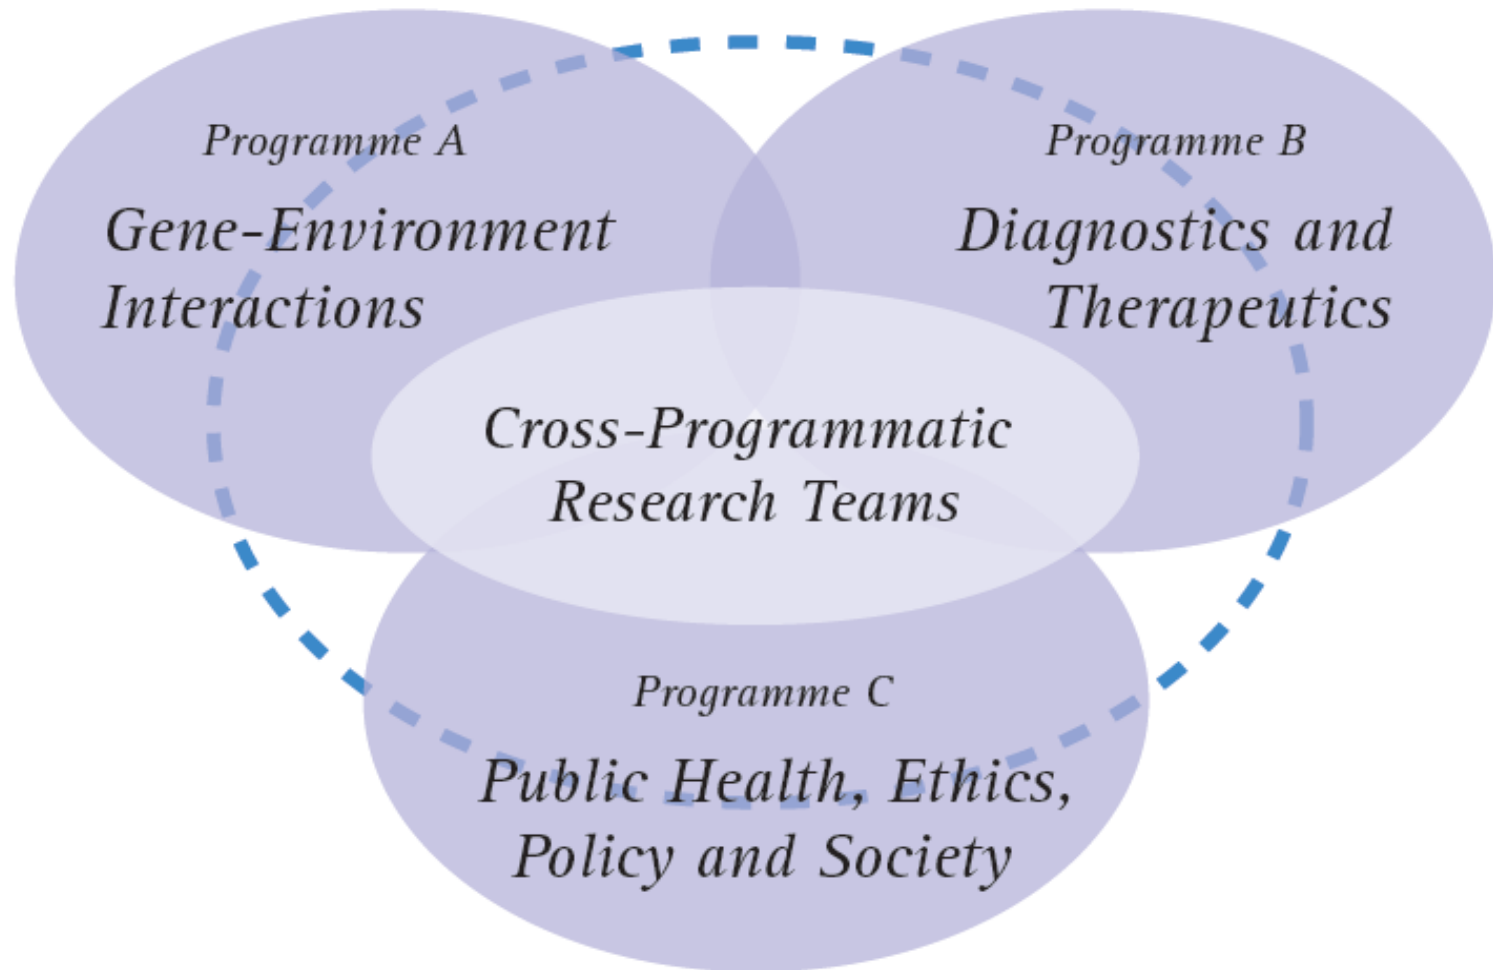 Programme A
Gene-Environment
Interactions
Programme B
Diagnostics and
Therapeutics
Cross-Programmatic
Research Teams
Programme C
Public Health, Ethics,
Policy and Society